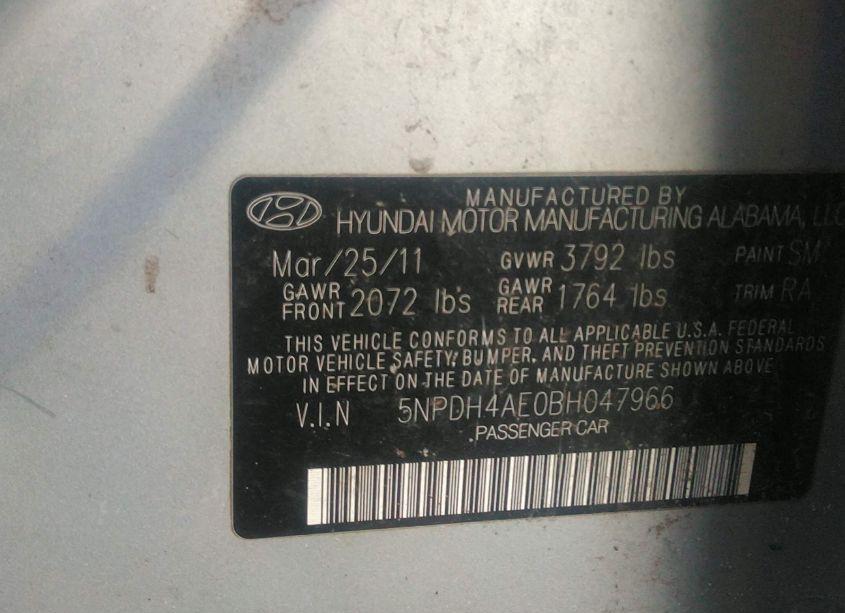 MANUFACTURED BY
HYUNDAI MOTOR MANUFACTURING ALABAMA, LLC
Mar/25/11 GVWR 3792 lbs PAINT SM
GAWR FRONT 2072 lbs GAWR REAR 1764 lbs TRIM RA
THIS VEHICLE CONFORMS TO ALL APPLICABLE U.S.A. FEDERAL
MOTOR VEHICLE SAFETY, BUMPER, AND THEFT PREVENTION STANDARDS
IN EFFECT ON THE DATE OF MANUFACTURE SHOWN ABOVE
V.I.N 5NPDH4AE0BH047966
PASSENGER CAR